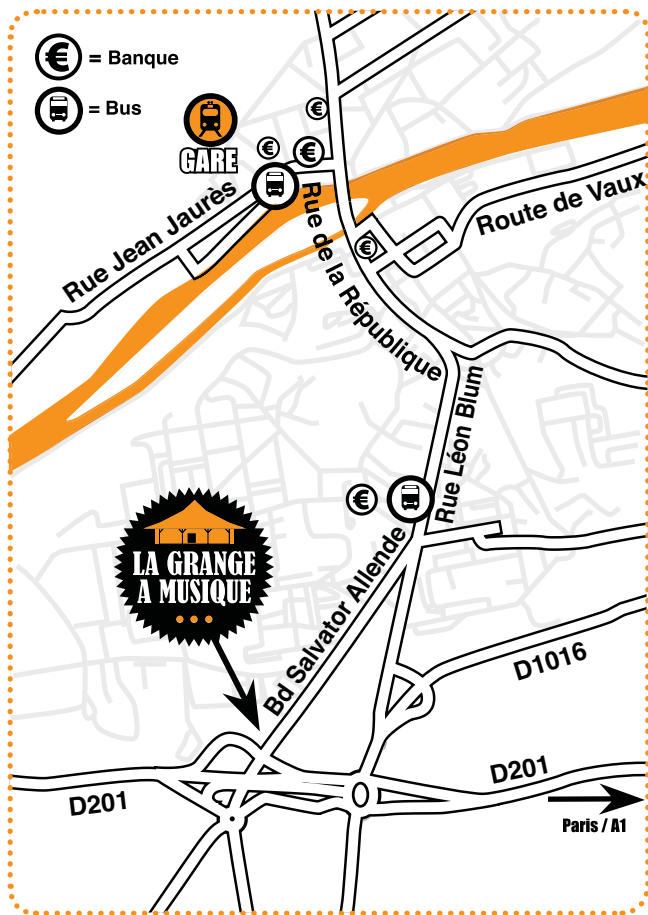 € = Banque
= Bus
€
€
€
GARE
Rue Jean Jaurès
Rue de la République
€
Route de Vaux
Rue Léon Blum
€
LA GRANGE
A MUSIQUE
Bd Salvator Allende
D1016
D201
D201
Paris / A1